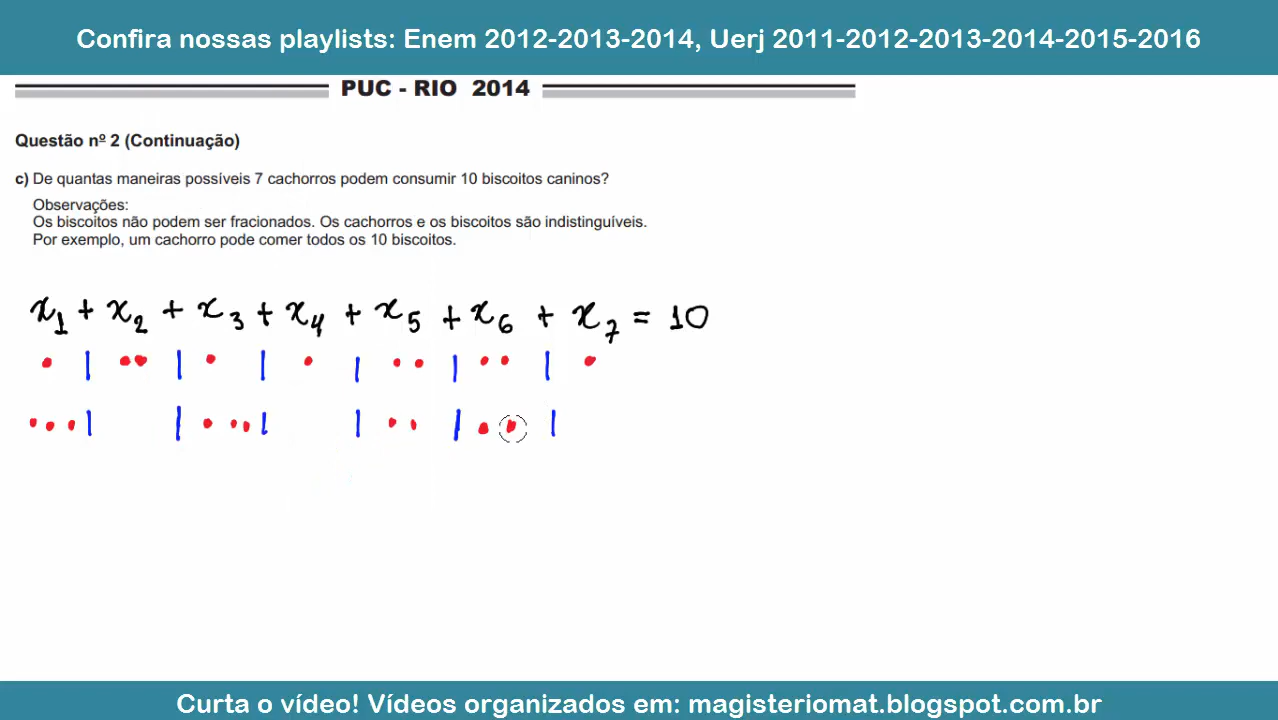 Confira nossas playlists: Enem 2012-2013-2014, Uerj 2011-2012-2013-2014-2015-2016
PUC - RIO 2014
Questão nº 2 (Continuação)
c) De quantas maneiras possíveis 7 cachorros podem consumir 10 biscoitos caninos?
Observações:
Os biscoitos não podem ser fracionados. Os cachorros e os biscoitos são indistinguíveis.
Por exemplo, um cachorro pode comer todos os 10 biscoitos.
x₁ + x₂ + x₃ + x₄ + x₅ + x₆ + x₇ = 10
• | •• | • | • | •• | •• | •
••• | | ••• | | •• | •• |
Curta o vídeo! Vídeos organizados em: magisteriomat.blogspot.com.br